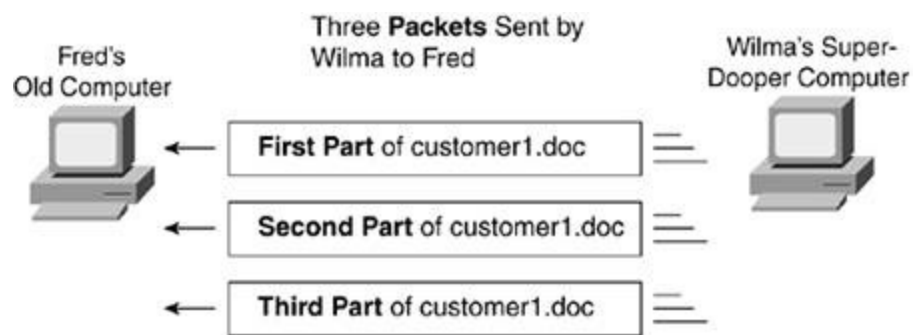 Three Packets Sent by
Wilma to Fred
Fred's
Old Computer
Wilma's Super-
Dooper Computer
First Part of customer1.doc
Second Part of customer1.doc
Third Part of customer1.doc